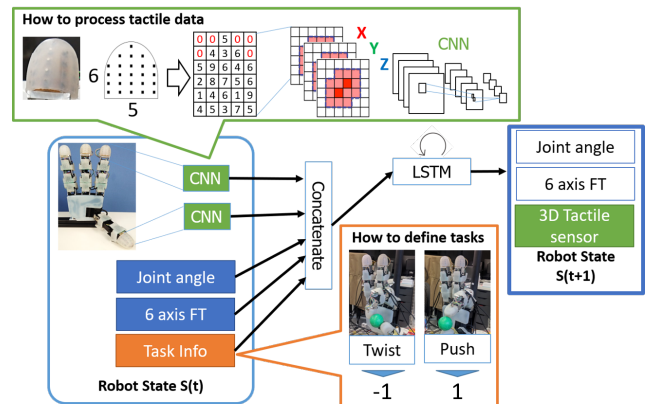 How to process tactile data
6
5
0 0 5 0 0
0 4 3 6 0
5 9 6 4 6
2 8 7 5 6
1 4 6 4 9
4 5 3 7 5
X
Y
Z
CNN
CNN
CNN
Joint angle
6 axis FT
Task Info
Robot State S(t)
Concatenate
LSTM
How to define tasks
Twist
Push
-1
1
Joint angle
6 axis FT
3D Tactile
sensor
Robot State
S(t+1)